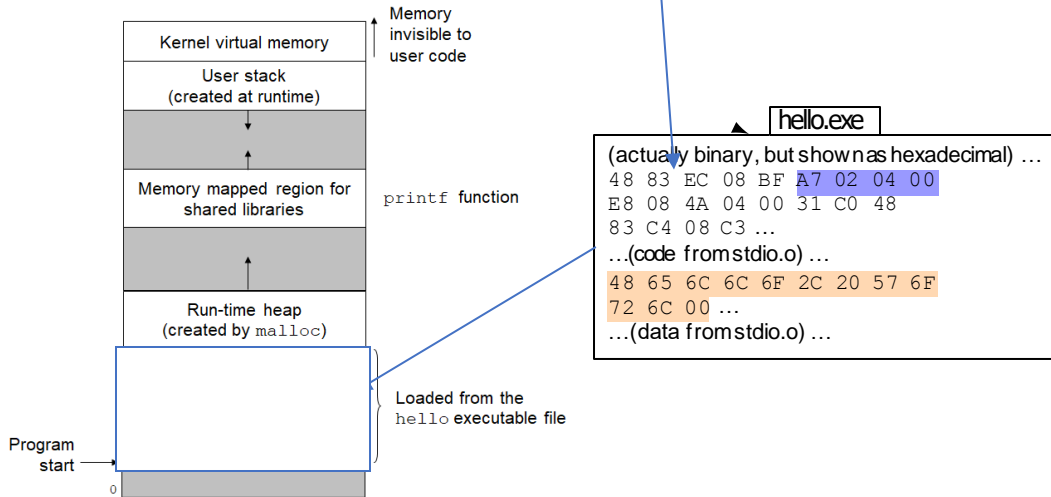 Kernel virtual memory
Memory
invisible to
user code
User stack
(created at runtime)
Memory mapped region for
shared libraries
printf function
Run-time heap
(created by malloc)
Loaded from the
hello executable file
Program
start
0
hello.exe
(actually binary, but shown as hexadecimal) ...
48 83 EC 08 BF A7 02 04 00
E8 08 4A 04 00 31 C0 48
83 C4 08 C3 ...
...(code from stdio.o) ...
48 65 6C 6C 6F 2C 20 57 6F
72 6C 00 ...
...(data from stdio.o) ...